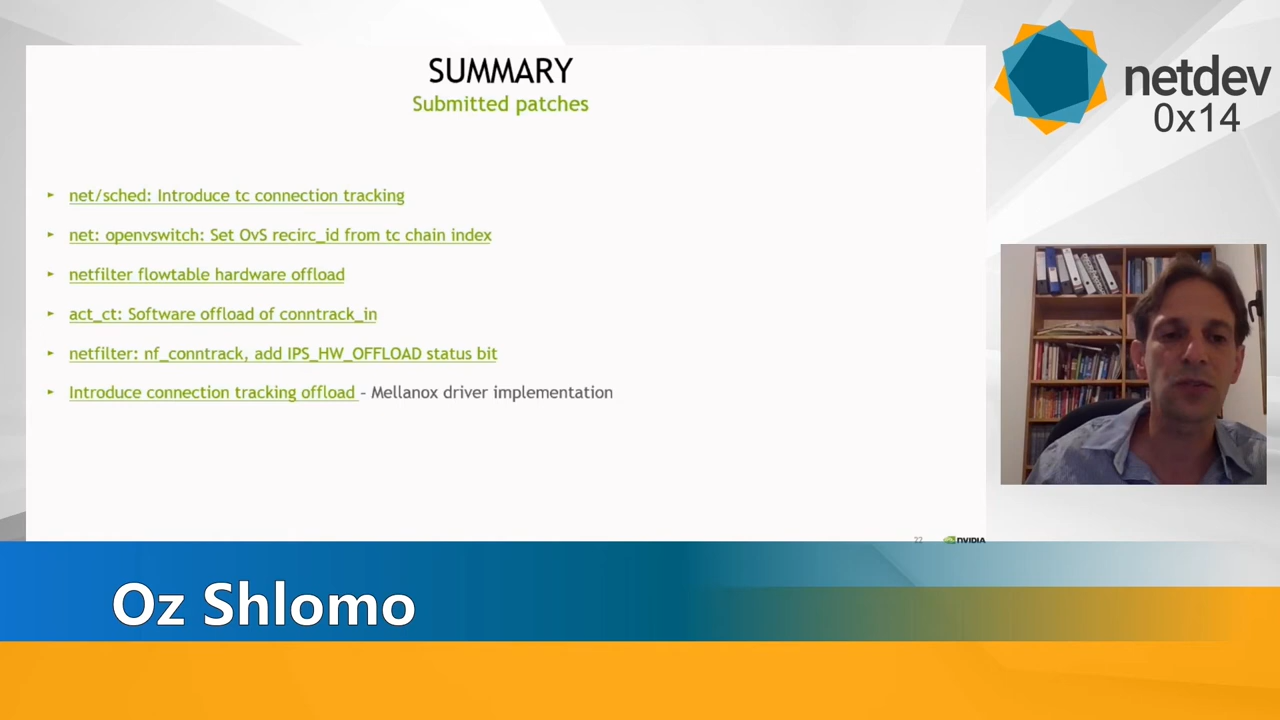 SUMMARY
Submitted patches
net/sched: Introduce tc connection tracking
net: openvswitch: Set OvS recirc_id from tc chain index
netfilter flowtable hardware offload
act_ct: Software offload of conntrack_in
netfilter: nf_conntrack, add IPS_HW_OFFLOAD status bit
Introduce connection tracking offload – Mellanox driver implementation
22
NVIDIA
netdev
0x14
Oz Shlomo